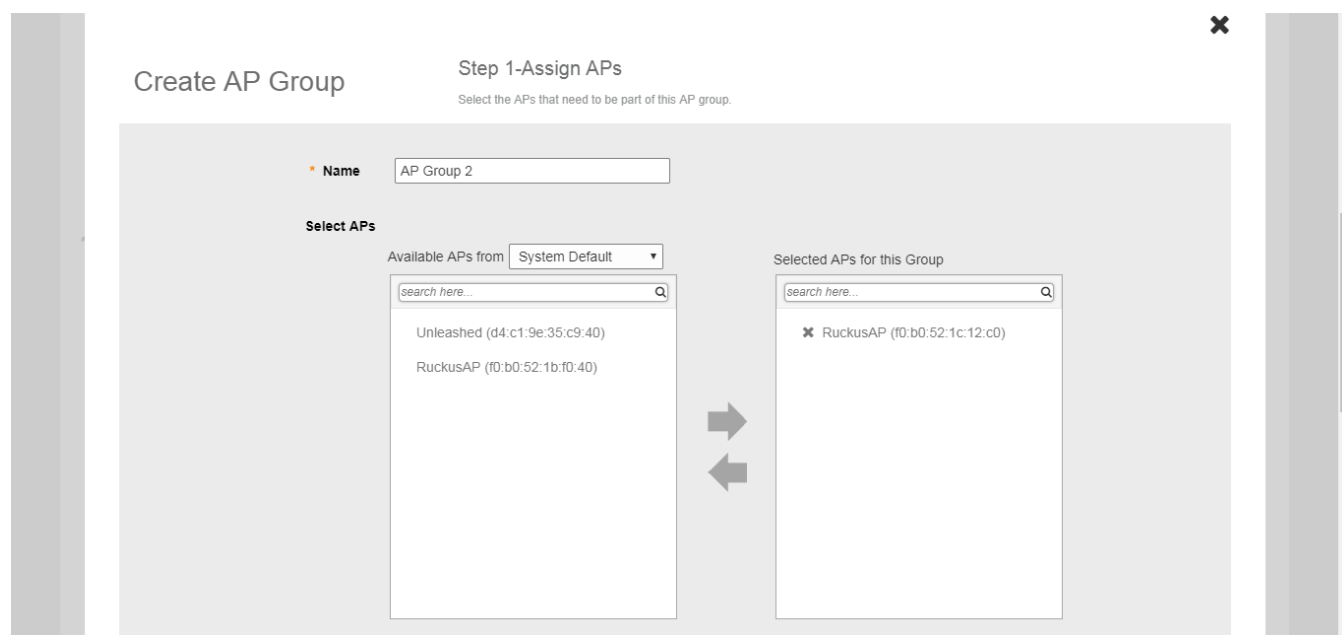 Create AP Group
Step 1-Assign APs
Select the APs that need to be part of this AP group.
* Name AP Group 2
Select APs
Available APs from System Default
search here...
Unleashed (d4:c1:9e:35:c9:40)
RuckusAP (f0:b0:52:1b:f0:40)
Selected APs for this Group
search here...
RuckusAP (f0:b0:52:1c:12:c0)